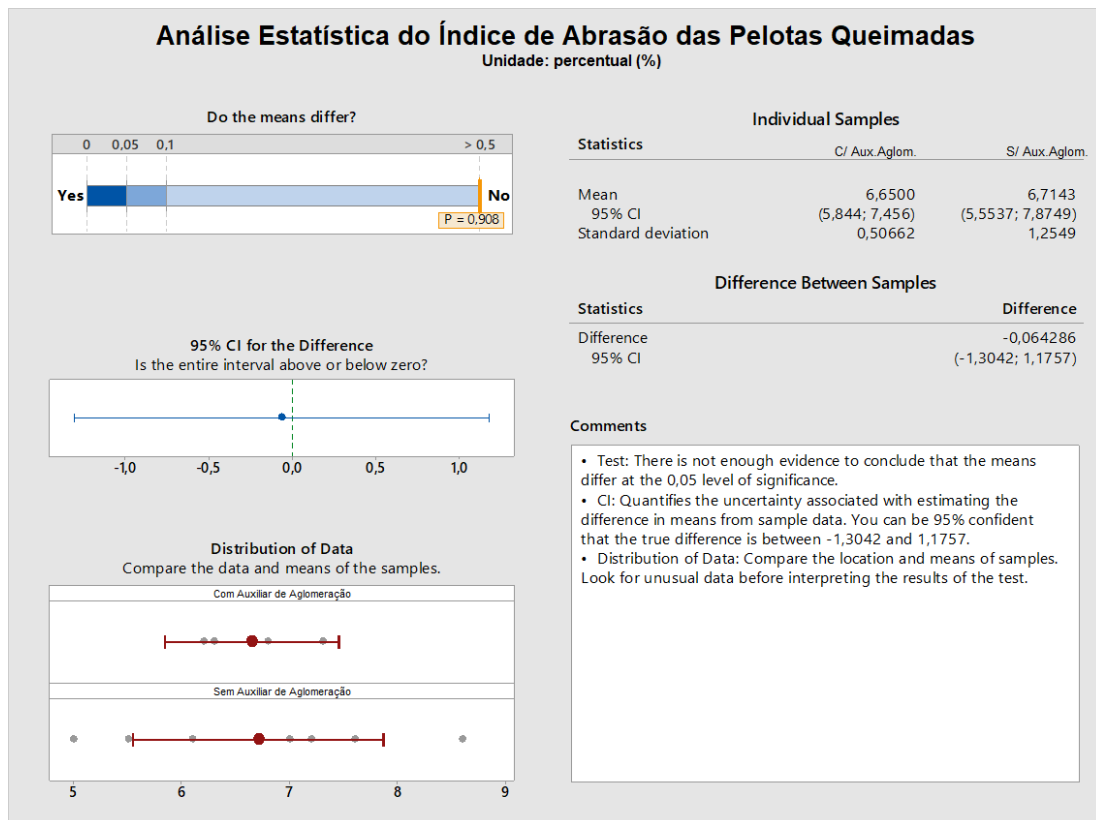 Análise Estatística do Índice de Abrasão das Pelotas Queimadas
Unidade: percentual (%)
Do the means differ?
0 0,05 0,1 > 0,5
Yes No
P = 0,908
95% CI for the Difference
Is the entire interval above or below zero?
-1,0 -0,5 0,0 0,5 1,0
Distribution of Data
Compare the data and means of the samples.
Com Auxiliar de Aglomeração
Sem Auxiliar de Aglomeração
5 6 7 8 9
Individual Samples
Statistics C/ Aux.Aglom. S/ Aux.Aglom.
Mean 6,6500 6,7143
95% CI (5,844; 7,456) (5,5537; 7,8749)
Standard deviation 0,50662 1,2549
Difference Between Samples
Statistics Difference
Difference -0,064286
95% CI (-1,3042; 1,1757)
Comments
• Test: There is not enough evidence to conclude that the means
differ at the 0,05 level of significance.
• CI: Quantifies the uncertainty associated with estimating the
difference in means from sample data. You can be 95% confident
that the true difference is between -1,3042 and 1,1757.
• Distribution of Data: Compare the location and means of samples.
Look for unusual data before interpreting the results of the test.